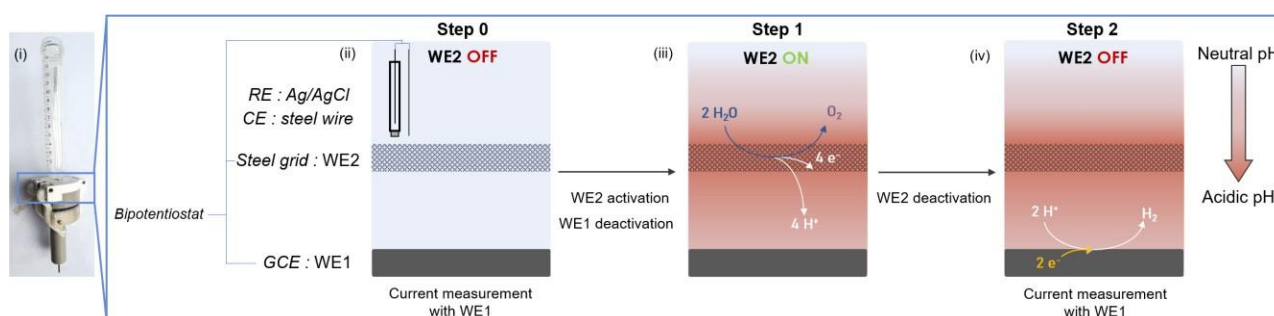 Step 0
Step 1
Step 2
(i)
(ii)
WE2 OFF
(iii)
WE2 ON
(iv)
WE2 OFF
Neutral pH
RE : Ag/AgCl
CE : steel wire
Steel grid : WE2
Bipotentiostat
GCE : WE1
2 H₂O
O₂
4 e⁻
4 H⁺
WE2 activation
WE1 deactivation
WE2 deactivation
2 H⁺
H₂
2 e⁻
Acidic pH
Current measurement
with WE1
Current measurement
with WE1